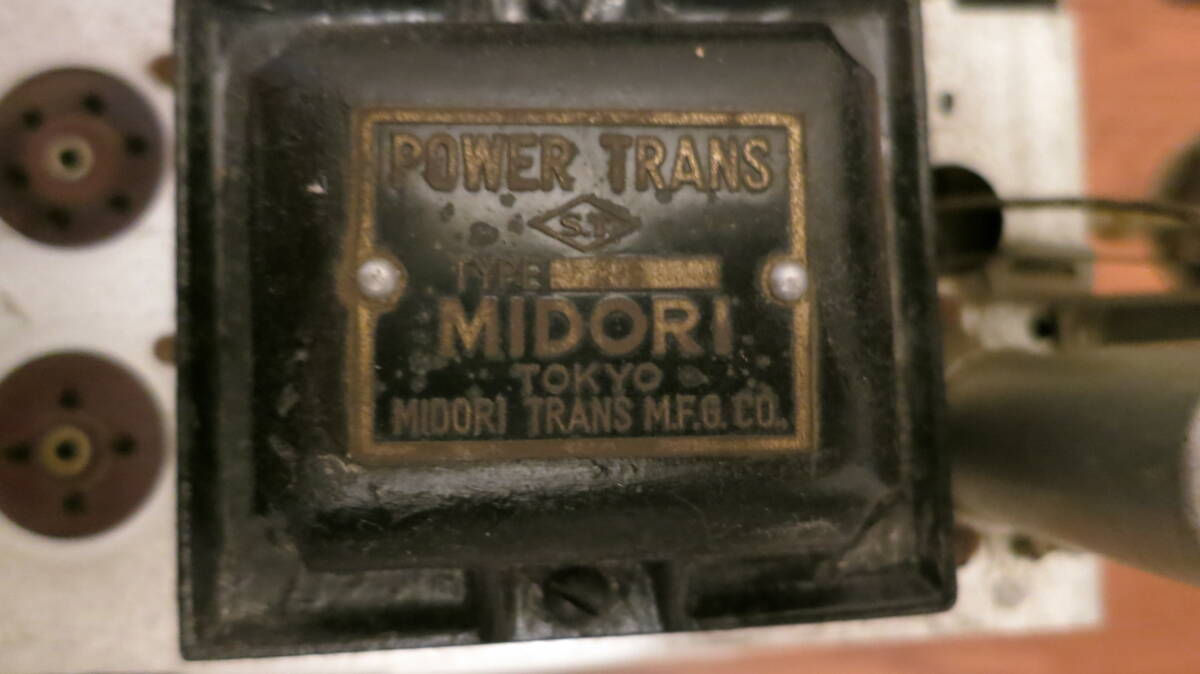 POWER TRANS
S.T.
TYPE
MIDORI
TOKYO
MIDORI TRANS M.F.G. CO.,